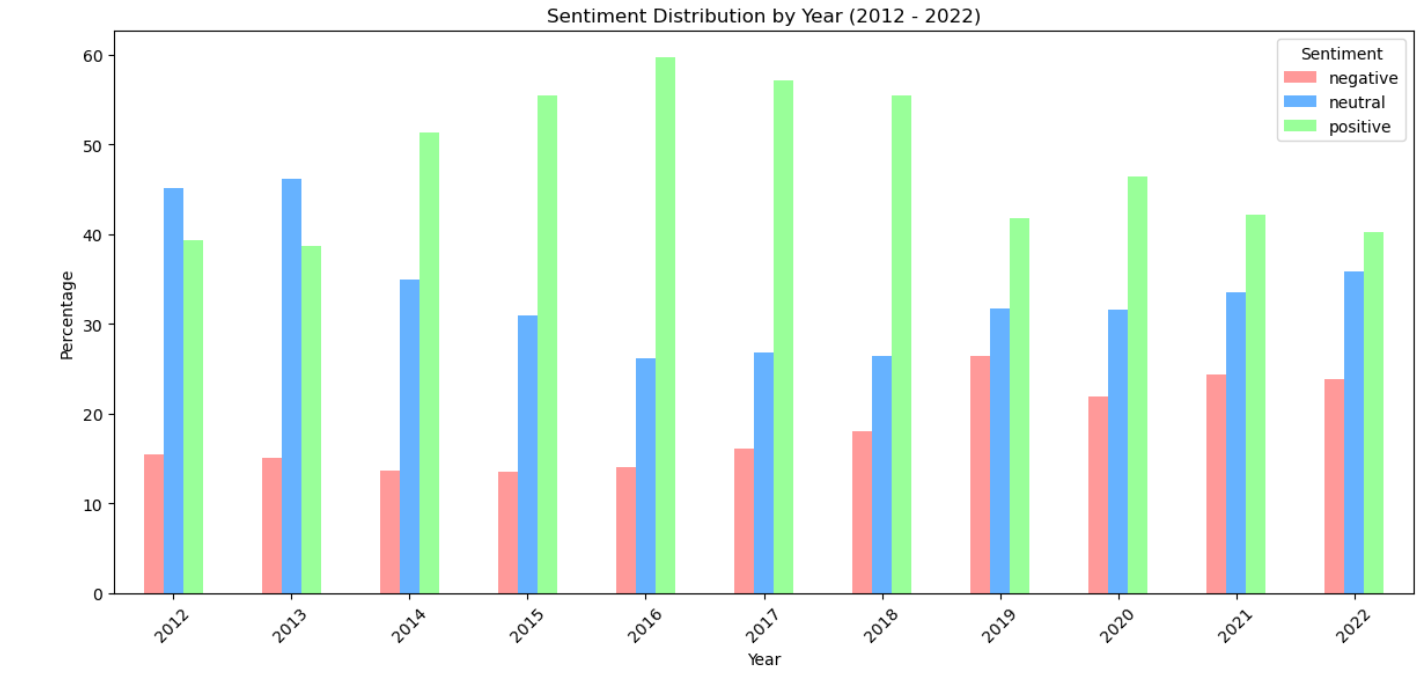 Sentiment Distribution by Year (2012 - 2022)
Sentiment
negative
neutral
positive
60
50
40
30
20
10
0
Percentage
2012 2013 2014 2015 2016 2017 2018 2019 2020 2021 2022
Year